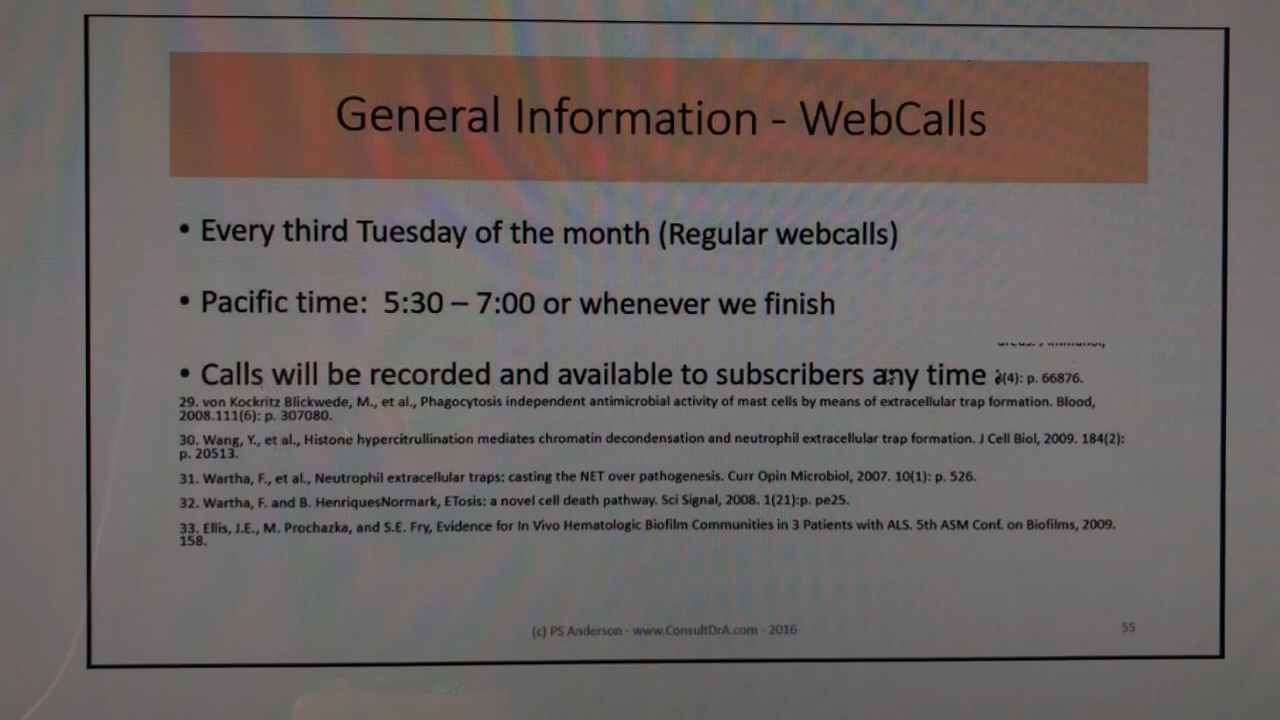 General Information - WebCalls
• Every third Tuesday of the month (Regular webcalls)
• Pacific time: 5:30 – 7:00 or whenever we finish
• Calls will be recorded and available to subscribers any time (4): p. 66876.
29. von Kockritz Blickwede, M., et al., Phagocytosis independent antimicrobial activity of mast cells by means of extracellular trap formation. Blood,
2008.111(6): p. 307080.
30. Wang, Y., et al., Histone hypercitrullination mediates chromatin decondensation and neutrophil extracellular trap formation. J Cell Biol, 2009. 184(2):
p. 20513.
31. Wartha, F., et al., Neutrophil extracellular traps: casting the NET over pathogenesis. Curr Opin Microbiol, 2007. 10(1): p. 526.
32. Wartha, F. and B. HenriquesNormark, ETosis: a novel cell death pathway. Sci Signal, 2008. 1(21):p. pe25.
33. Ellis, J.E., M. Prochazka, and S.E. Fry, Evidence for In Vivo Hematologic Biofilm Communities in 3 Patients with ALS. 5th ASM Conf. on Biofilms, 2009.
158.
(c) PS Anderson - www.ConsultDrA.com - 2016
55